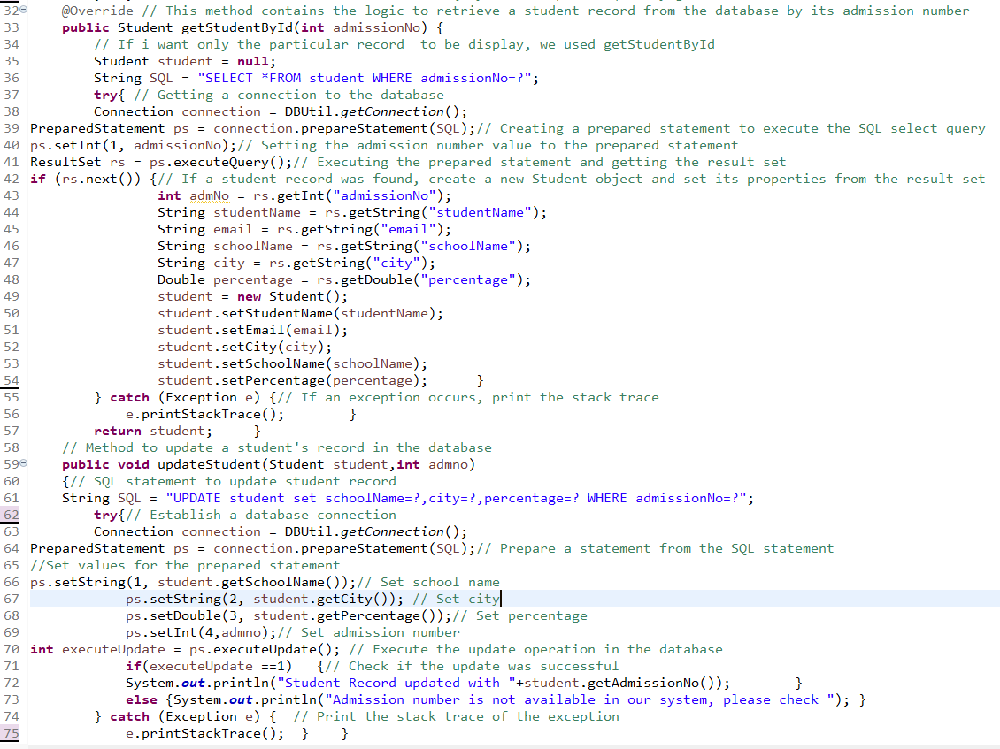 32 @Override // This method contains the logic to retrieve a student record from the database by its admission number
33 public Student getStudentById(int admissionNo) {
34 // If i want only the particular record  to be display, we used getStudentById
35 Student student = null;
36 String SQL = "SELECT *FROM student WHERE admissionNo=?";
37 try{ // Getting a connection to the database
38 Connection connection = DBUtil.getConnection();
39 PreparedStatement ps = connection.prepareStatement(SQL);// Creating a prepared statement to execute the SQL select query
40 ps.setInt(1, admissionNo);// Setting the admission number value to the prepared statement
41 ResultSet rs = ps.executeQuery();// Executing the prepared statement and getting the result set
42 if (rs.next()) {// If a student record was found, create a new Student object and set its properties from the result set
43 int admNo = rs.getInt("admissionNo");
44 String studentName = rs.getString("studentName");
45 String email = rs.getString("email");
46 String schoolName = rs.getString("schoolName");
47 String city = rs.getString("city");
48 Double percentage = rs.getDouble("percentage");
49 student = new Student();
50 student.setStudentName(studentName);
51 student.setEmail(email);
52 student.setCity(city);
53 student.setSchoolName(schoolName);
54 student.setPercentage(percentage); }
55 } catch (Exception e) {// If an exception occurs, print the stack trace
56 e.printStackTrace(); }
57 return student; }
58 // Method to update a student's record in the database
59 public void updateStudent(Student student,int admno)
60 {// SQL statement to update student record
61 String SQL = "UPDATE student set schoolName=?,city=?,percentage=? WHERE admissionNo=?";
62 try{// Establish a database connection
63 Connection connection = DBUtil.getConnection();
64 PreparedStatement ps = connection.prepareStatement(SQL);// Prepare a statement from the SQL statement
65 //Set values for the prepared statement
66 ps.setString(1, student.getSchoolName());// Set school name
67 ps.setString(2, student.getCity()); // Set city
68 ps.setDouble(3, student.getPercentage());// Set percentage
69 ps.setInt(4,admno);// Set admission number
70 int executeUpdate = ps.executeUpdate(); // Execute the update operation in the database
71 if(executeUpdate ==1) {// Check if the update was successful
72 System.out.println("Student Record updated with "+student.getAdmissionNo()); }
73 else {System.out.println("Admission number is not available in our system, please check "); }
74 } catch (Exception e) { // Print the stack trace of the exception
75 e.printStackTrace(); } }